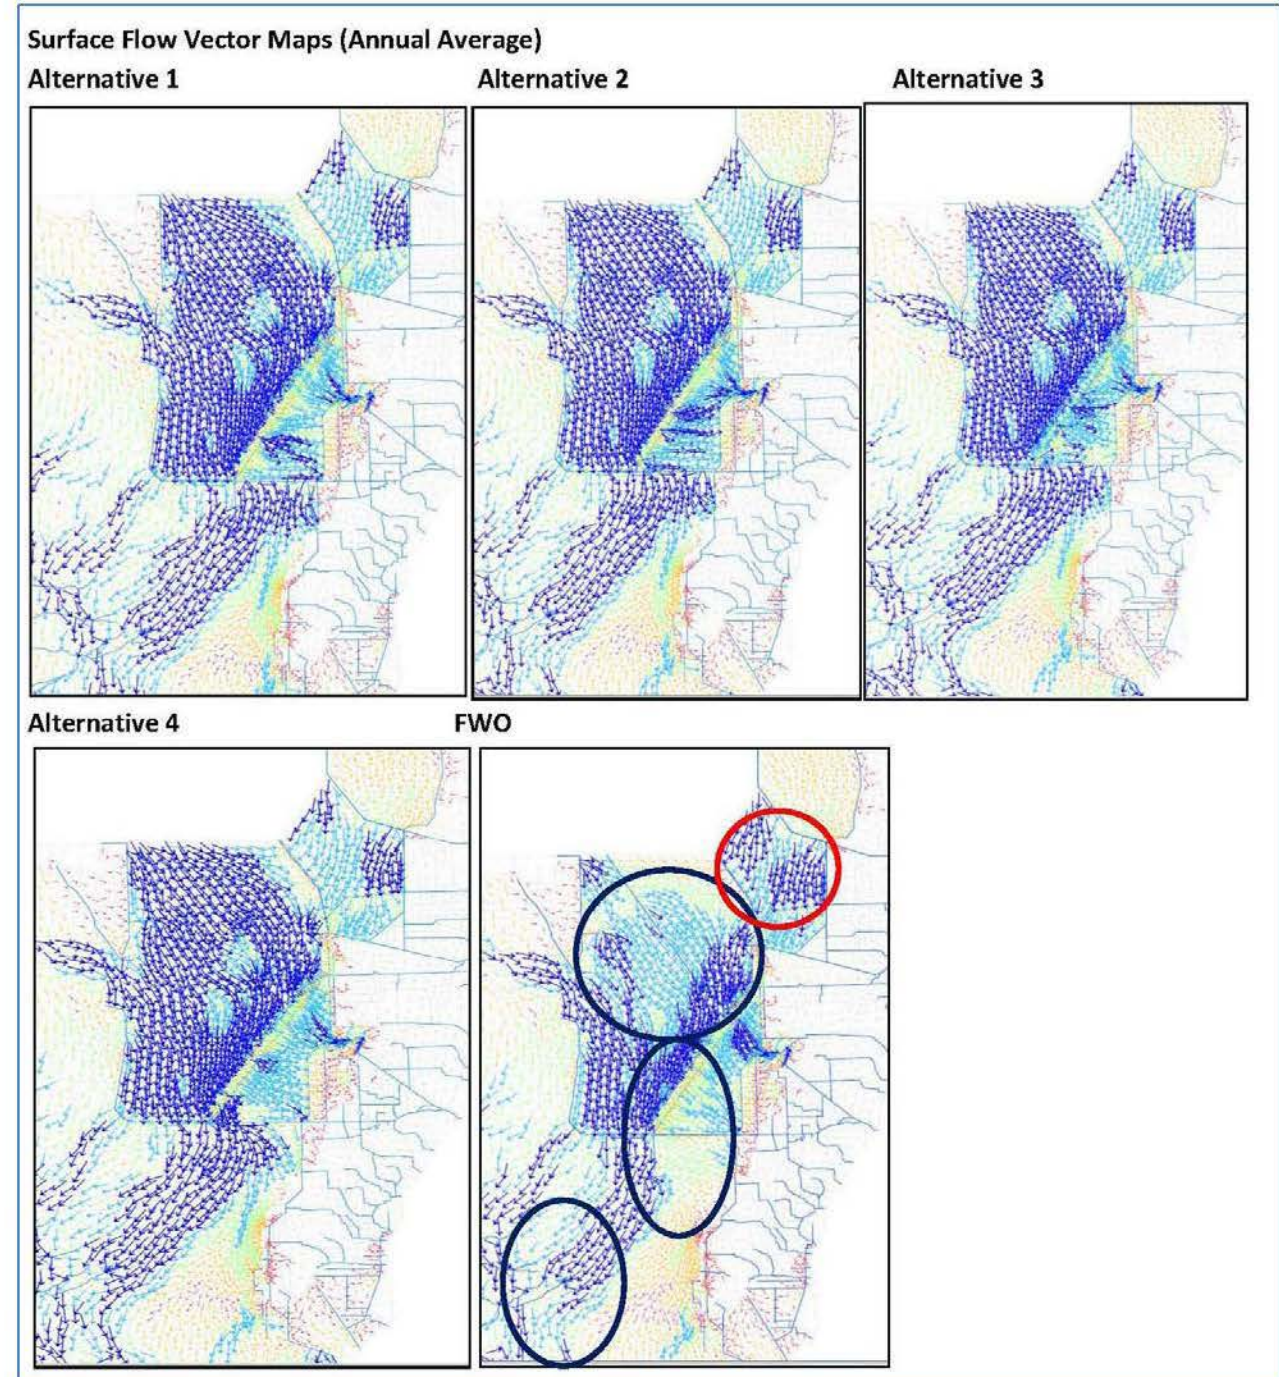 Surface Flow Vector Maps (Annual Average)
Alternative 1 Alternative 2 Alternative 3
Alternative 4 FWO